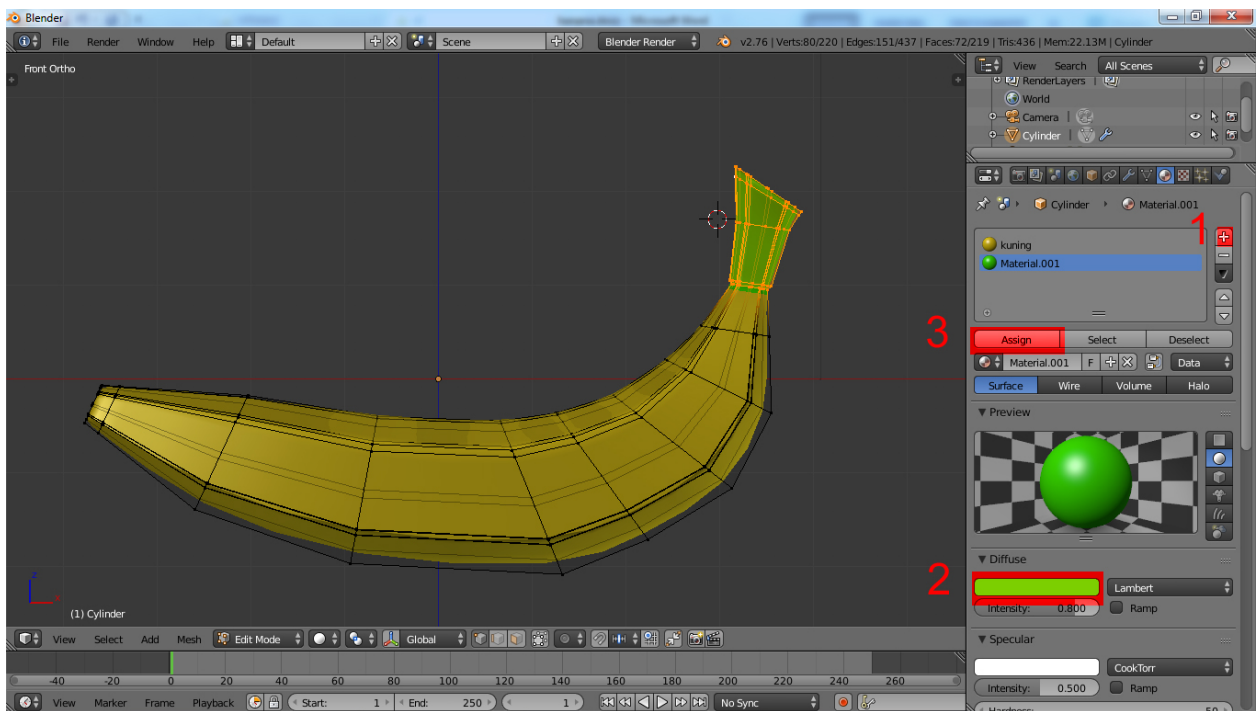 Blender
File Render Window Help Default Scene Blender Render v2.76 | Verts:80/220 | Edges:151/437 | Faces:72/219 | Tris:436 | Mem:22.13M | Cylinder
Front Ortho
View Search All Scenes
RenderLayers
World
Camera
Cylinder
Cylinder Material.001
1
kuning
Material.001
3
Assign Select Deselect
Material.001 F Data
Surface Wire Volume Halo
Preview
Diffuse
2
Lambert
Intensity: 0.800 Ramp
Specular
CookTorr
Intensity: 0.500 Ramp
Hardness: 50
z
x
(1) Cylinder
View Select Add Mesh Edit Mode Global
-40 -20 0 20 40 60 80 100 120 140 160 180 200 220 240 260
View Marker Frame Playback Start: 1 End: 250 1 No Sync